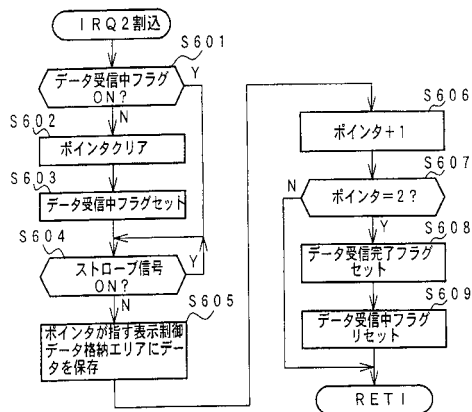 IRQ2割込
S601
データ受信中フラグ
ON?
Y
N
S602
ポインタクリア
S603
データ受信中フラグセット
S604
ストローブ信号
ON?
Y
N
S605
ポインタが指す表示制御
データ格納エリアにデー
タを保存
S606
ポインタ+1
S607
ポインタ=2?
N
Y
S608
データ受信完了フラグ
セット
S609
データ受信中フラグ
リセット
RETI